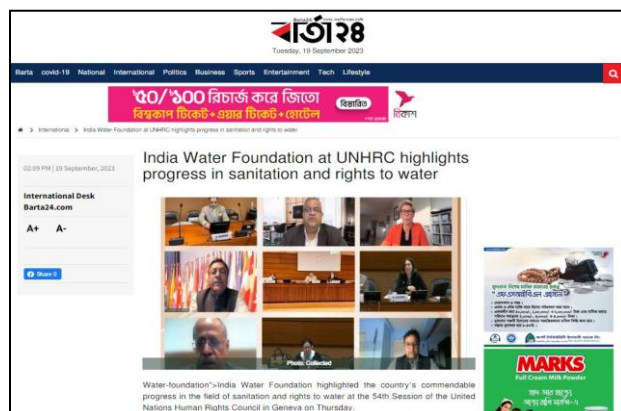 Barta24
বার্তা২৪
Tuesday, 19 September 2023
Barta covid-19 National International Politics Business Sports Entertainment Tech Lifestyle
৫০/১০০ রিচার্জ করে জিতো
বিশ্বকাপ টিকেট+এয়ার টিকেট+হোটেল
বিস্তারিত
বিকাশ
> International > India Water Foundation at UNHRC highlights progress in sanitation and rights to water
02:09 PM | 19 September, 2023
International Desk
Barta24.com
A+ A-
Share 0
India Water Foundation at UNHRC highlights
progress in sanitation and rights to water
Photo: Collected
Water-foundation">India Water Foundation highlighted the country's commendable
progress in the field of sanitation and rights to water at the 54th Session of the United
Nations Human Rights Council in Geneva on Thursday.
MARKS
Full Cream Milk Powder